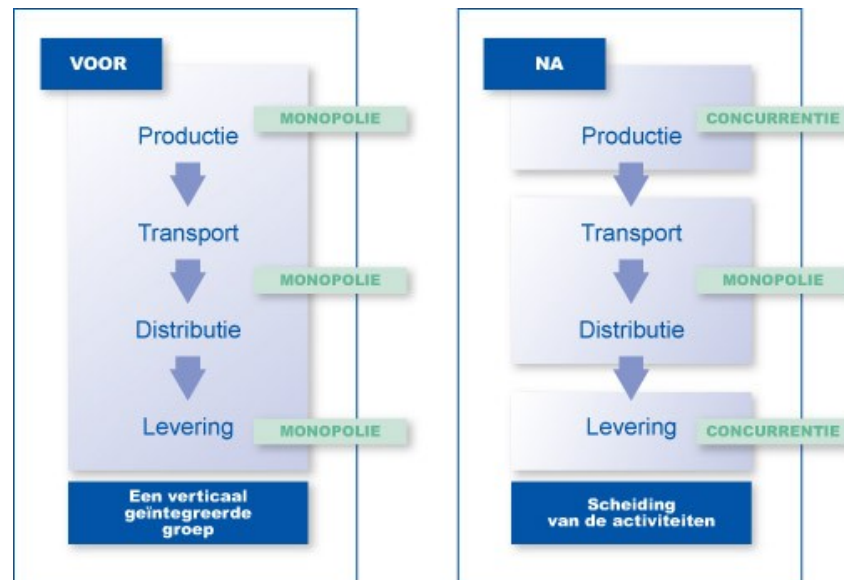 VOOR
MONOPOLIE
Productie
Transport
MONOPOLIE
Distributie
Levering
MONOPOLIE
Een verticaal
geïntegreerde
groep
NA
CONCURRENTIE
Productie
Transport
MONOPOLIE
Distributie
Levering
CONCURRENTIE
Scheiding
van de activiteiten